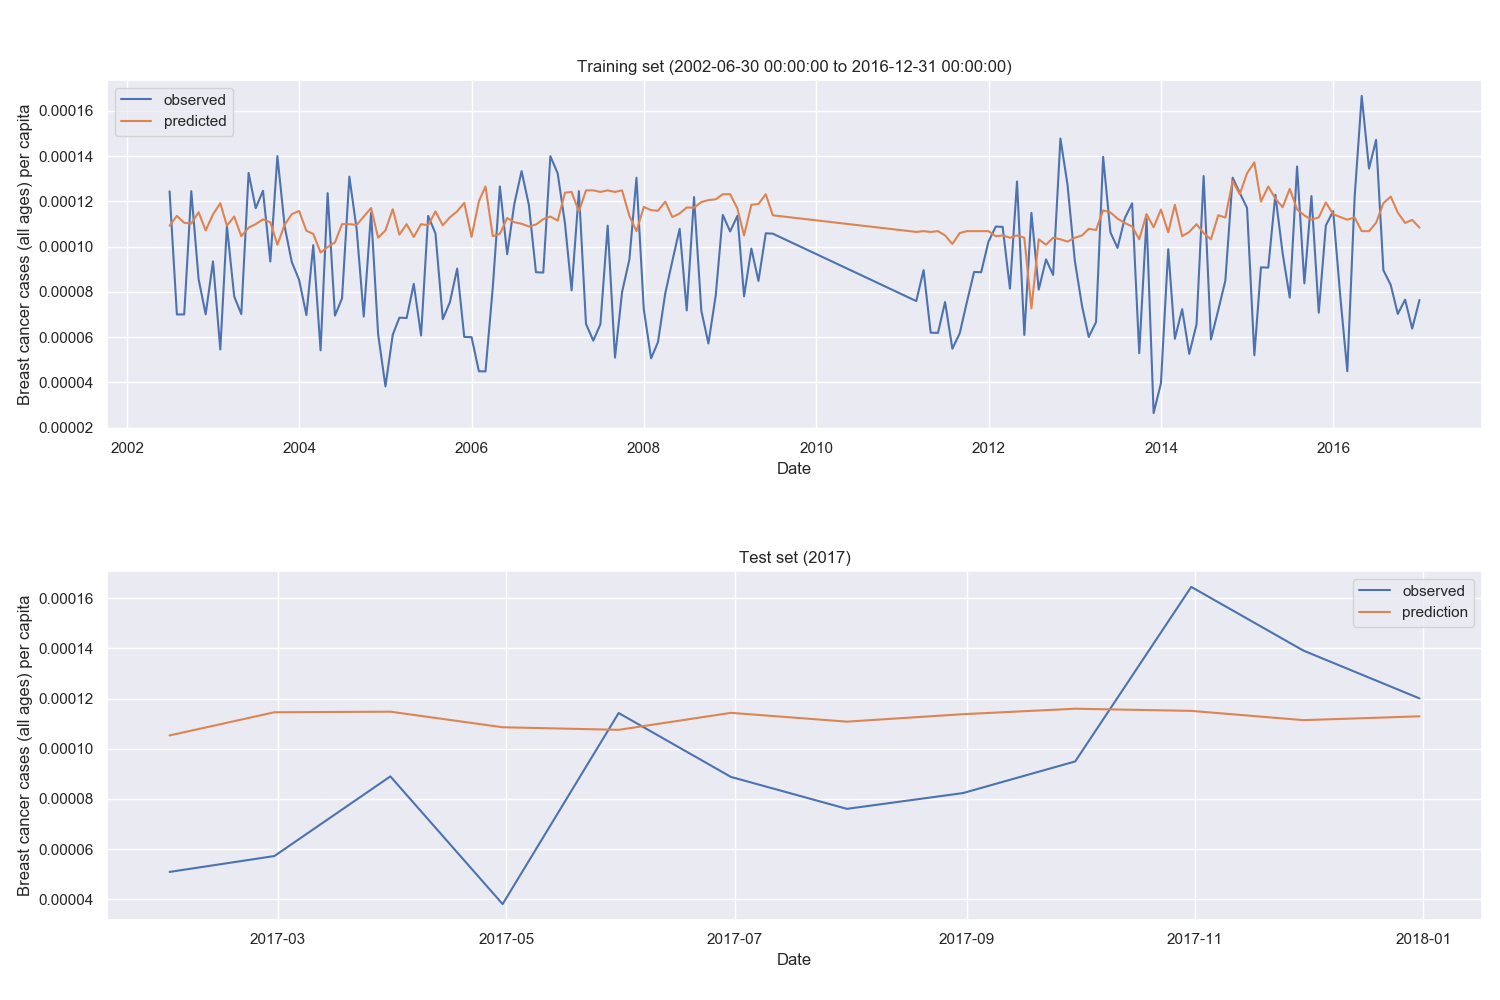 Training set (2002-06-30 00:00:00 to 2016-12-31 00:00:00)
observed
predicted
Breast cancer cases (all ages) per capita
0.00016
0.00014
0.00012
0.00010
0.00008
0.00006
0.00004
0.00002
2002 2004 2006 2008 2010 2012 2014 2016
Date
Test set (2017)
observed
prediction
Breast cancer cases (all ages) per capita
0.00016
0.00014
0.00012
0.00010
0.00008
0.00006
0.00004
2017-03 2017-05 2017-07 2017-09 2017-11 2018-01
Date